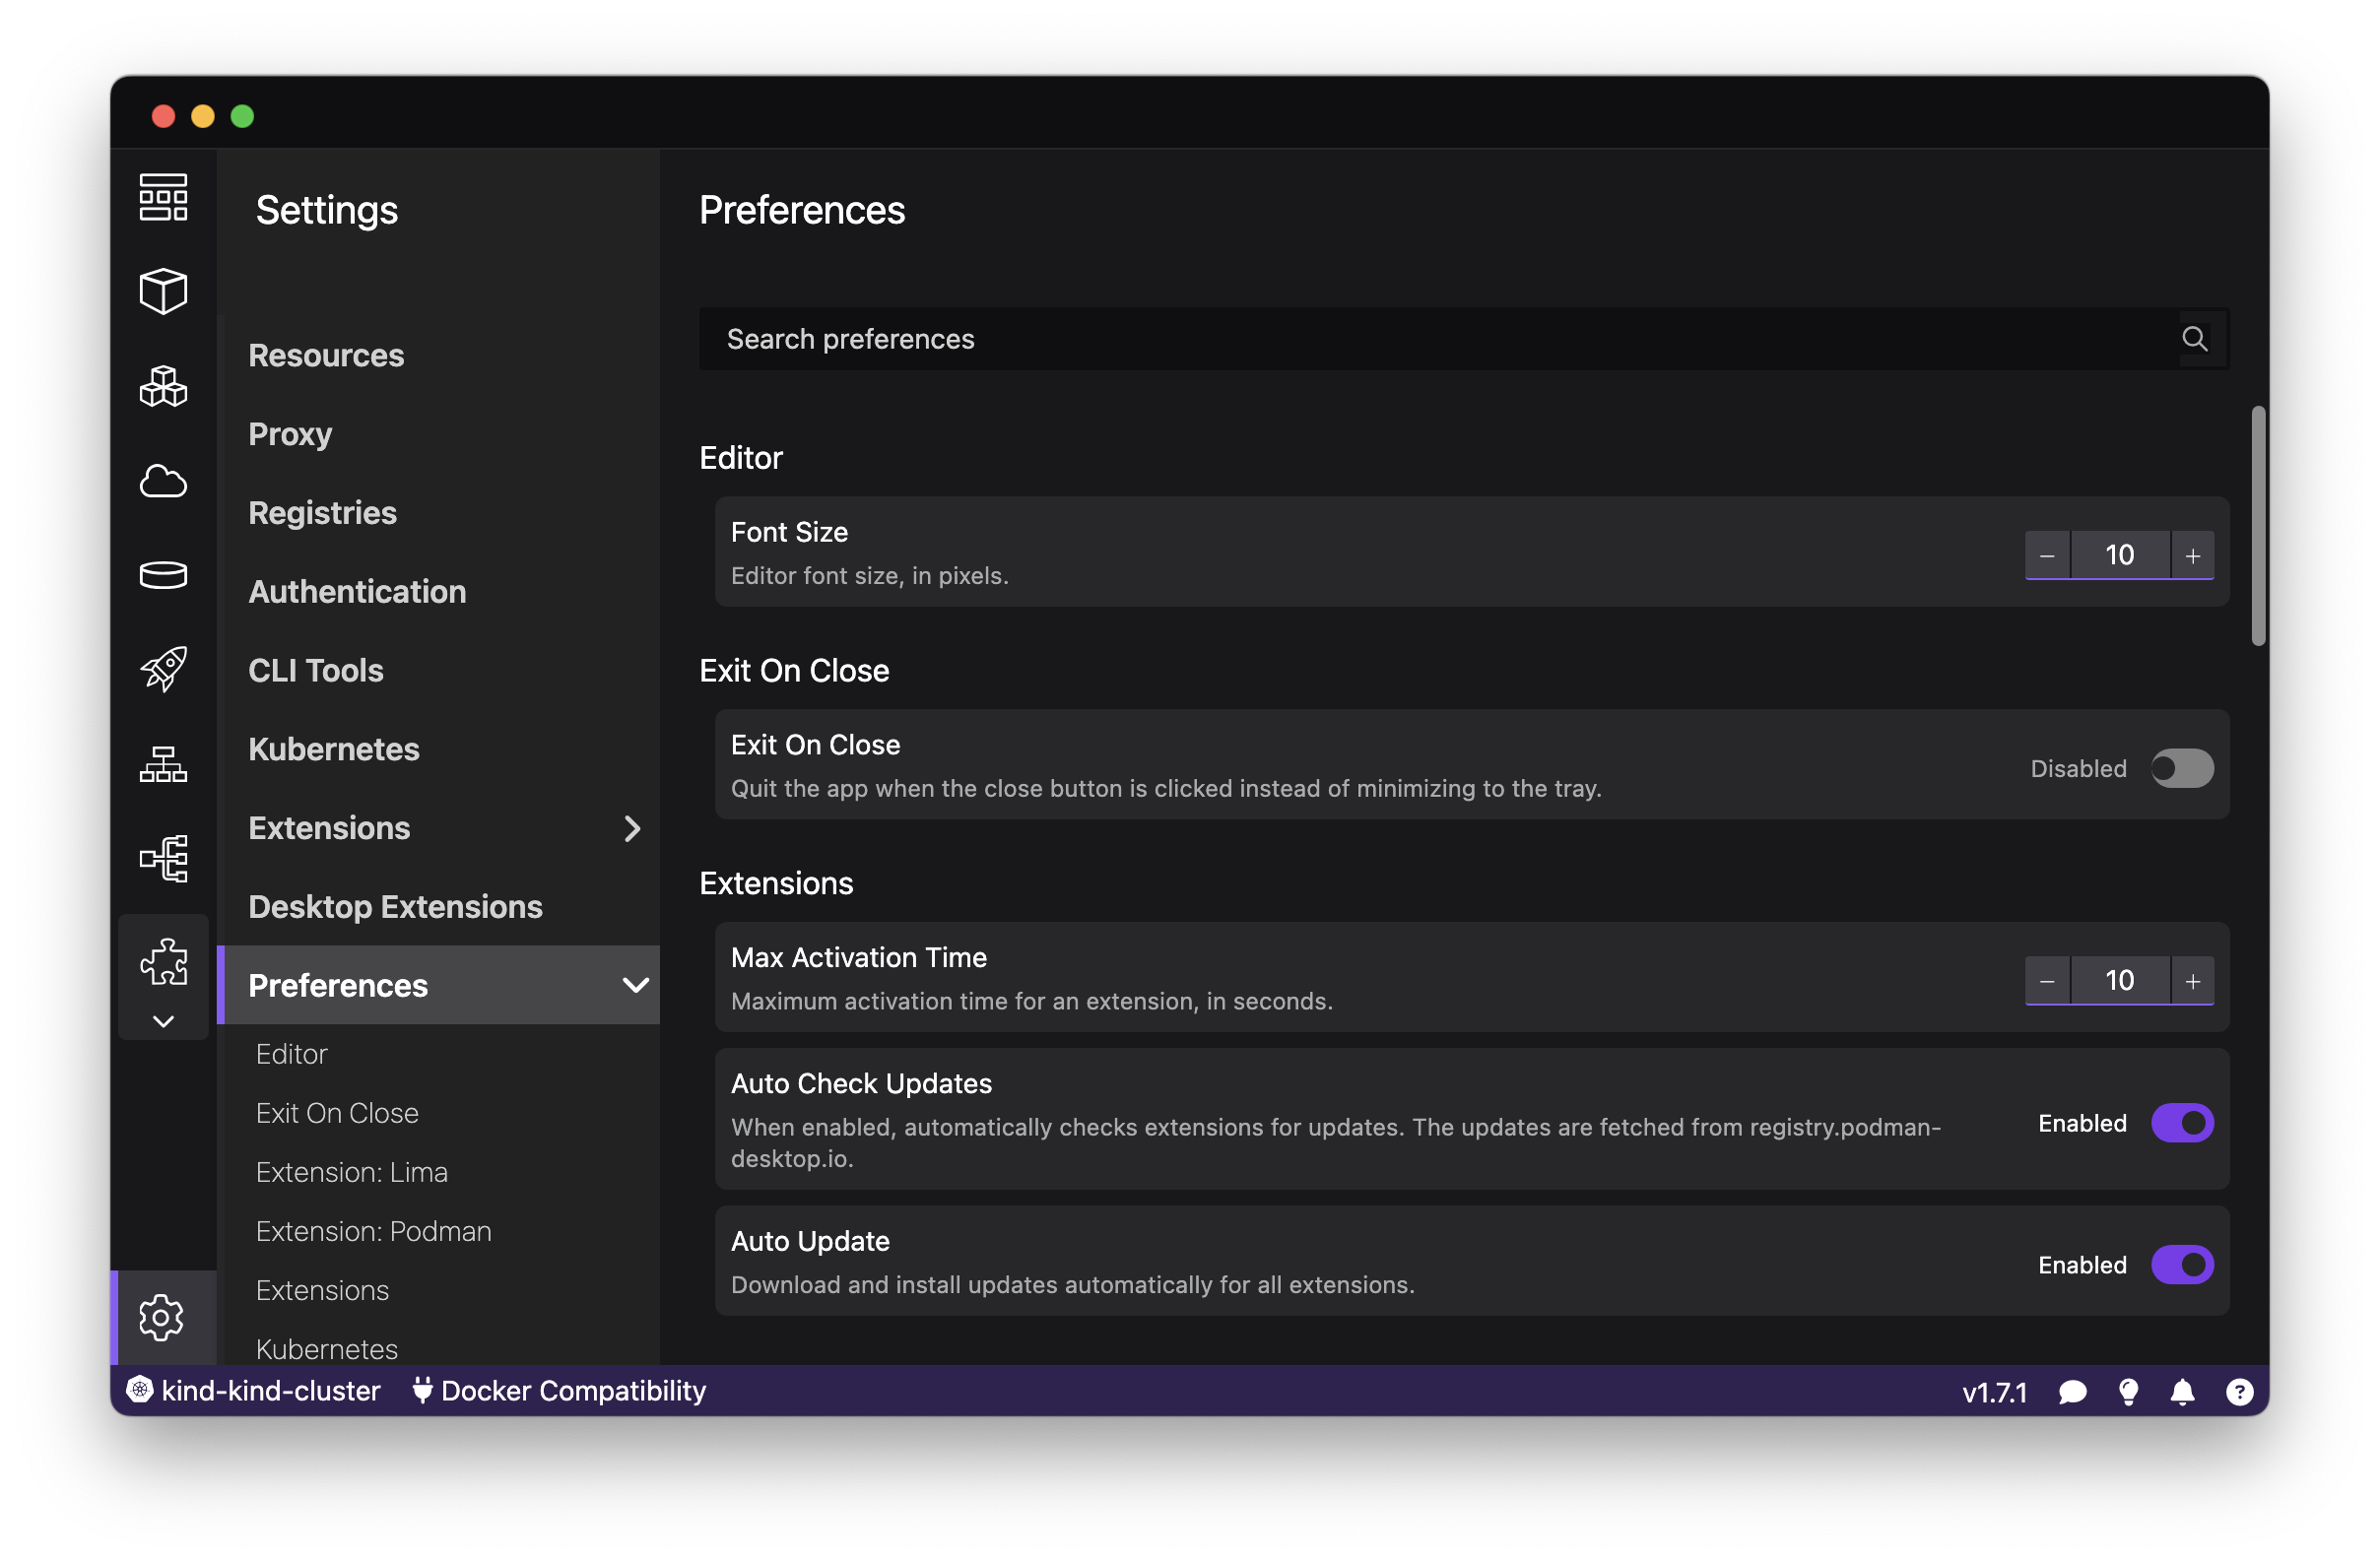 Settings
Resources
Proxy
Registries
Authentication
CLI Tools
Kubernetes
Extensions
Desktop Extensions
Preferences
Editor
Exit On Close
Extension: Lima
Extension: Podman
Extensions
Kubernetes
Preferences
Search preferences
Editor
Font Size
Editor font size, in pixels.
− 10 +
Exit On Close
Exit On Close
Quit the app when the close button is clicked instead of minimizing to the tray.
Disabled
Extensions
Max Activation Time
Maximum activation time for an extension, in seconds.
− 10 +
Auto Check Updates
When enabled, automatically checks extensions for updates. The updates are fetched from registry.podman-
desktop.io.
Enabled
Auto Update
Download and install updates automatically for all extensions.
Enabled
kind-kind-cluster Docker Compatibility v1.7.1 ?